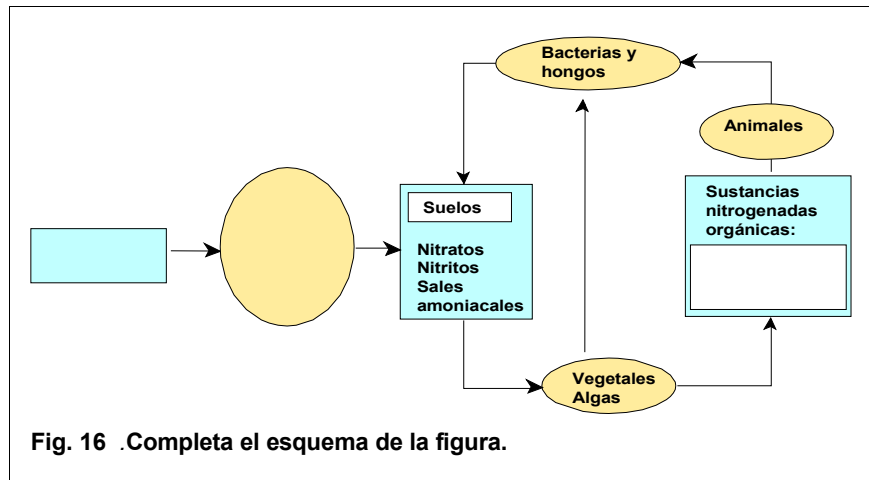 Bacterias y
hongos
Animales
Sustancias
nitrogenadas
orgánicas:
Suelos
Nitratos
Nitritos
Sales
amoniacales
Vegetales
Algas
Fig. 16 .Completa el esquema de la figura.